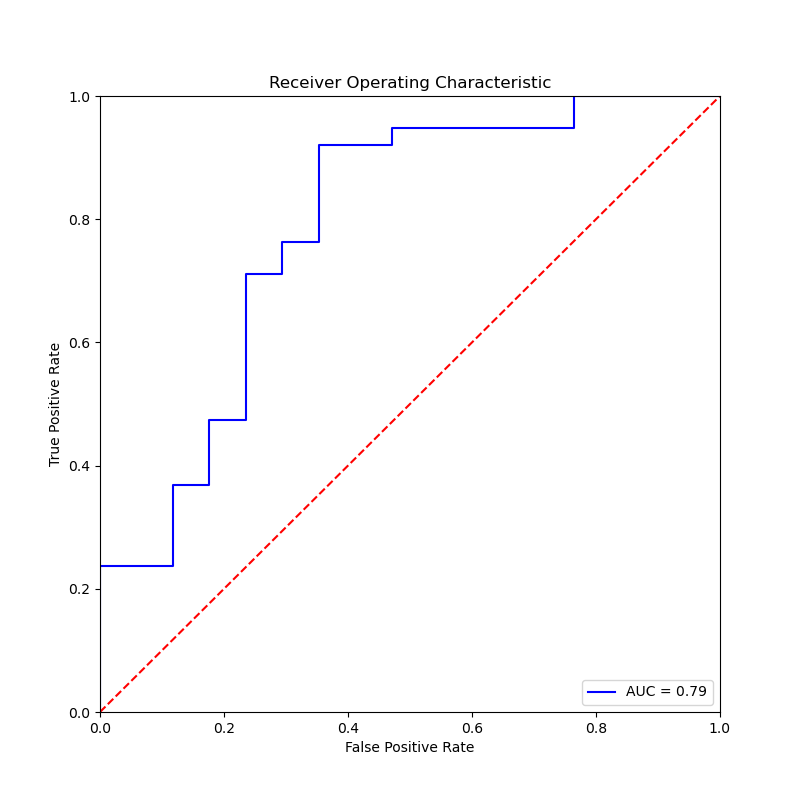 Receiver Operating Characteristic
1.0
0.8
0.6
0.4
0.2
0.0
True Positive Rate
AUC = 0.79
0.0 0.2 0.4 0.6 0.8 1.0
False Positive Rate